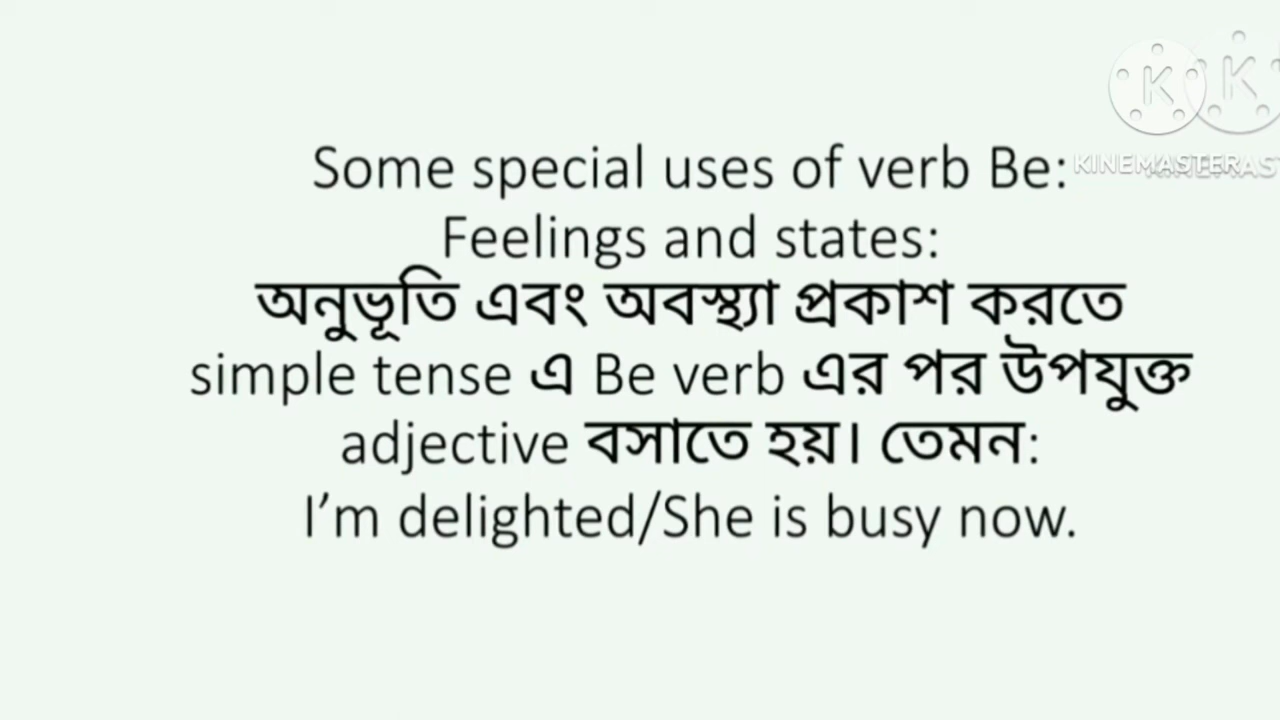 Some special uses of verb Be:
Feelings and states:
অনুভূতি এবং অবস্থ্যা প্রকাশ করতে
simple tense এ Be verb এর পর উপযুক্ত
adjective বসাতে হয়। তেমন:
I’m delighted/She is busy now.
KINEMASTER
KINEMAST